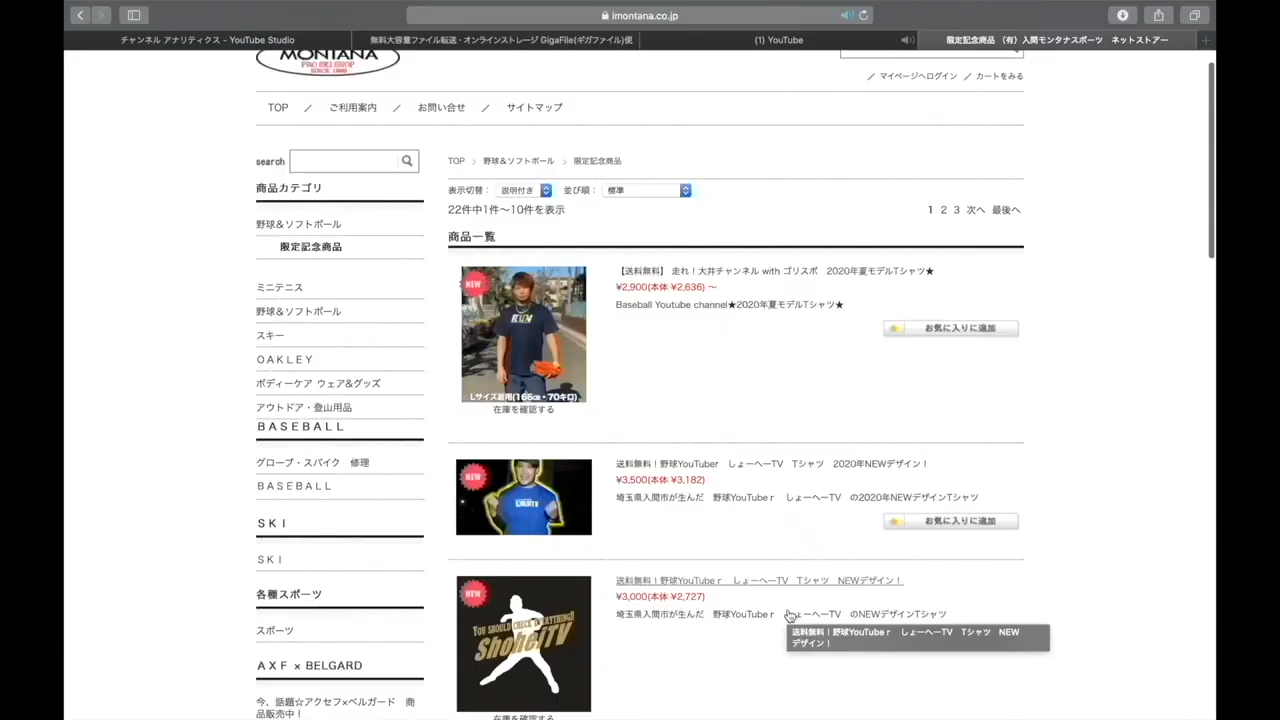 imontana.co.jp
チャンネル アナリティクス - YouTube Studio
無料大容量ファイル転送・オンラインストレージ GigaFile(ギガファイル)便
(1) YouTube
限定記念商品 （有）入間モンタナスポーツ ネットストアー
MONTANA
PRO SKI SHOP
／ マイページへログイン ／ カートをみる
TOP ／ ご利用案内 ／ お問い合せ ／ サイトマップ
search
商品カテゴリ
野球＆ソフトボール
限定記念商品
ミニテニス
野球＆ソフトボール
スキー
ＯＡＫＬＥＹ
ボディーケア ウェア&グッズ
アウトドア・登山用品
ＢＡＳＥＢＡＬＬ
グローブ・スパイク　修理
ＢＡＳＥＢＡＬＬ
ＳＫＩ
ＳＫＩ
各種スポーツ
スポーツ
ＡＸＦ × BELGARD
今、話題☆アクセフ×ベルガード　商
品販売中！
TOP > 野球＆ソフトボール > 限定記念商品
表示切替： 説明付き 並び順： 標準
22件中1件〜10件を表示
1 2 3 次へ 最後へ
商品一覧
NEW
RUN
Lサイズ着用(166㎝・70キロ)
在庫を確認する
【送料無料】 走れ！大井チャンネル with ゴリスポ　2020年夏モデルTシャツ★
¥2,900(本体 ¥2,636) 〜
Baseball Youtube channel★2020年夏モデルTシャツ★
お気に入りに追加
NEW
送料無料！野球YouTuber　しょーへーTV　Tシャツ　2020年NEWデザイン！
¥3,500(本体 ¥3,182)
埼玉県入間市が生んだ　野球YouTubeｒ　しょーへーTV　の2020年NEWデザインTシャツ
お気に入りに追加
NEW
YOU SHOULD CHECK EVERYTHING!!
ShoheiTV
在庫を確認する
送料無料！野球YouTubeｒ　しょーへーTV　Tシャツ　NEWデザイン！
¥3,000(本体 ¥2,727)
埼玉県入間市が生んだ　野球YouTubeｒ　しょーへーTV　のNEWデザインTシャツ
送料無料！野球YouTubeｒ　しょーへーTV　Tシャツ　NEW
デザイン！